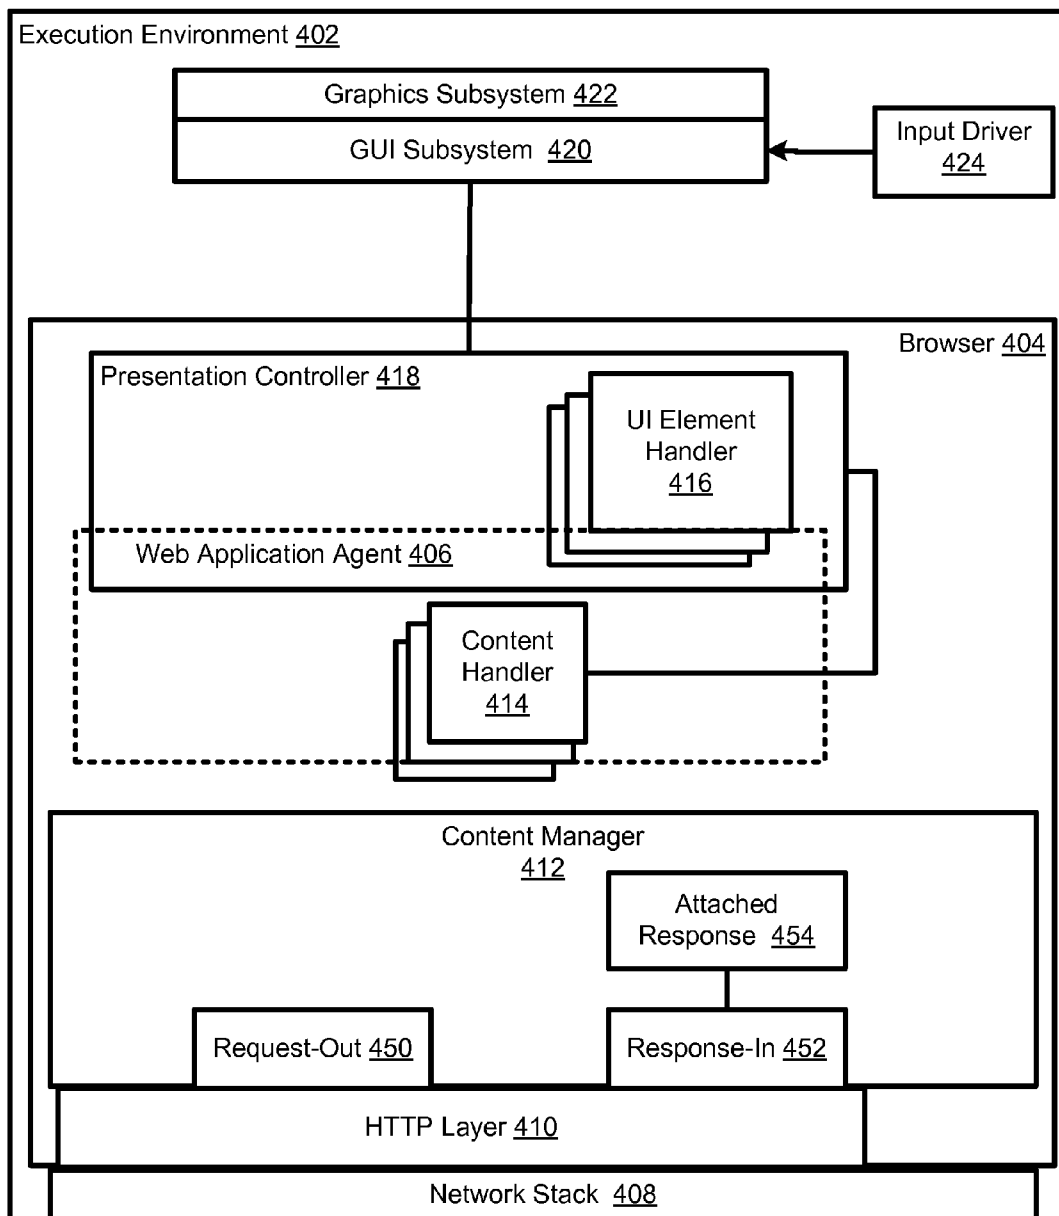 Execution Environment 402
Graphics Subsystem 422
GUI Subsystem 420
Input Driver
424
Browser 404
Presentation Controller 418
UI Element
Handler
416
Web Application Agent 406
Content
Handler
414
Content Manager
412
Attached
Response 454
Request-Out 450
Response-In 452
HTTP Layer 410
Network Stack 408